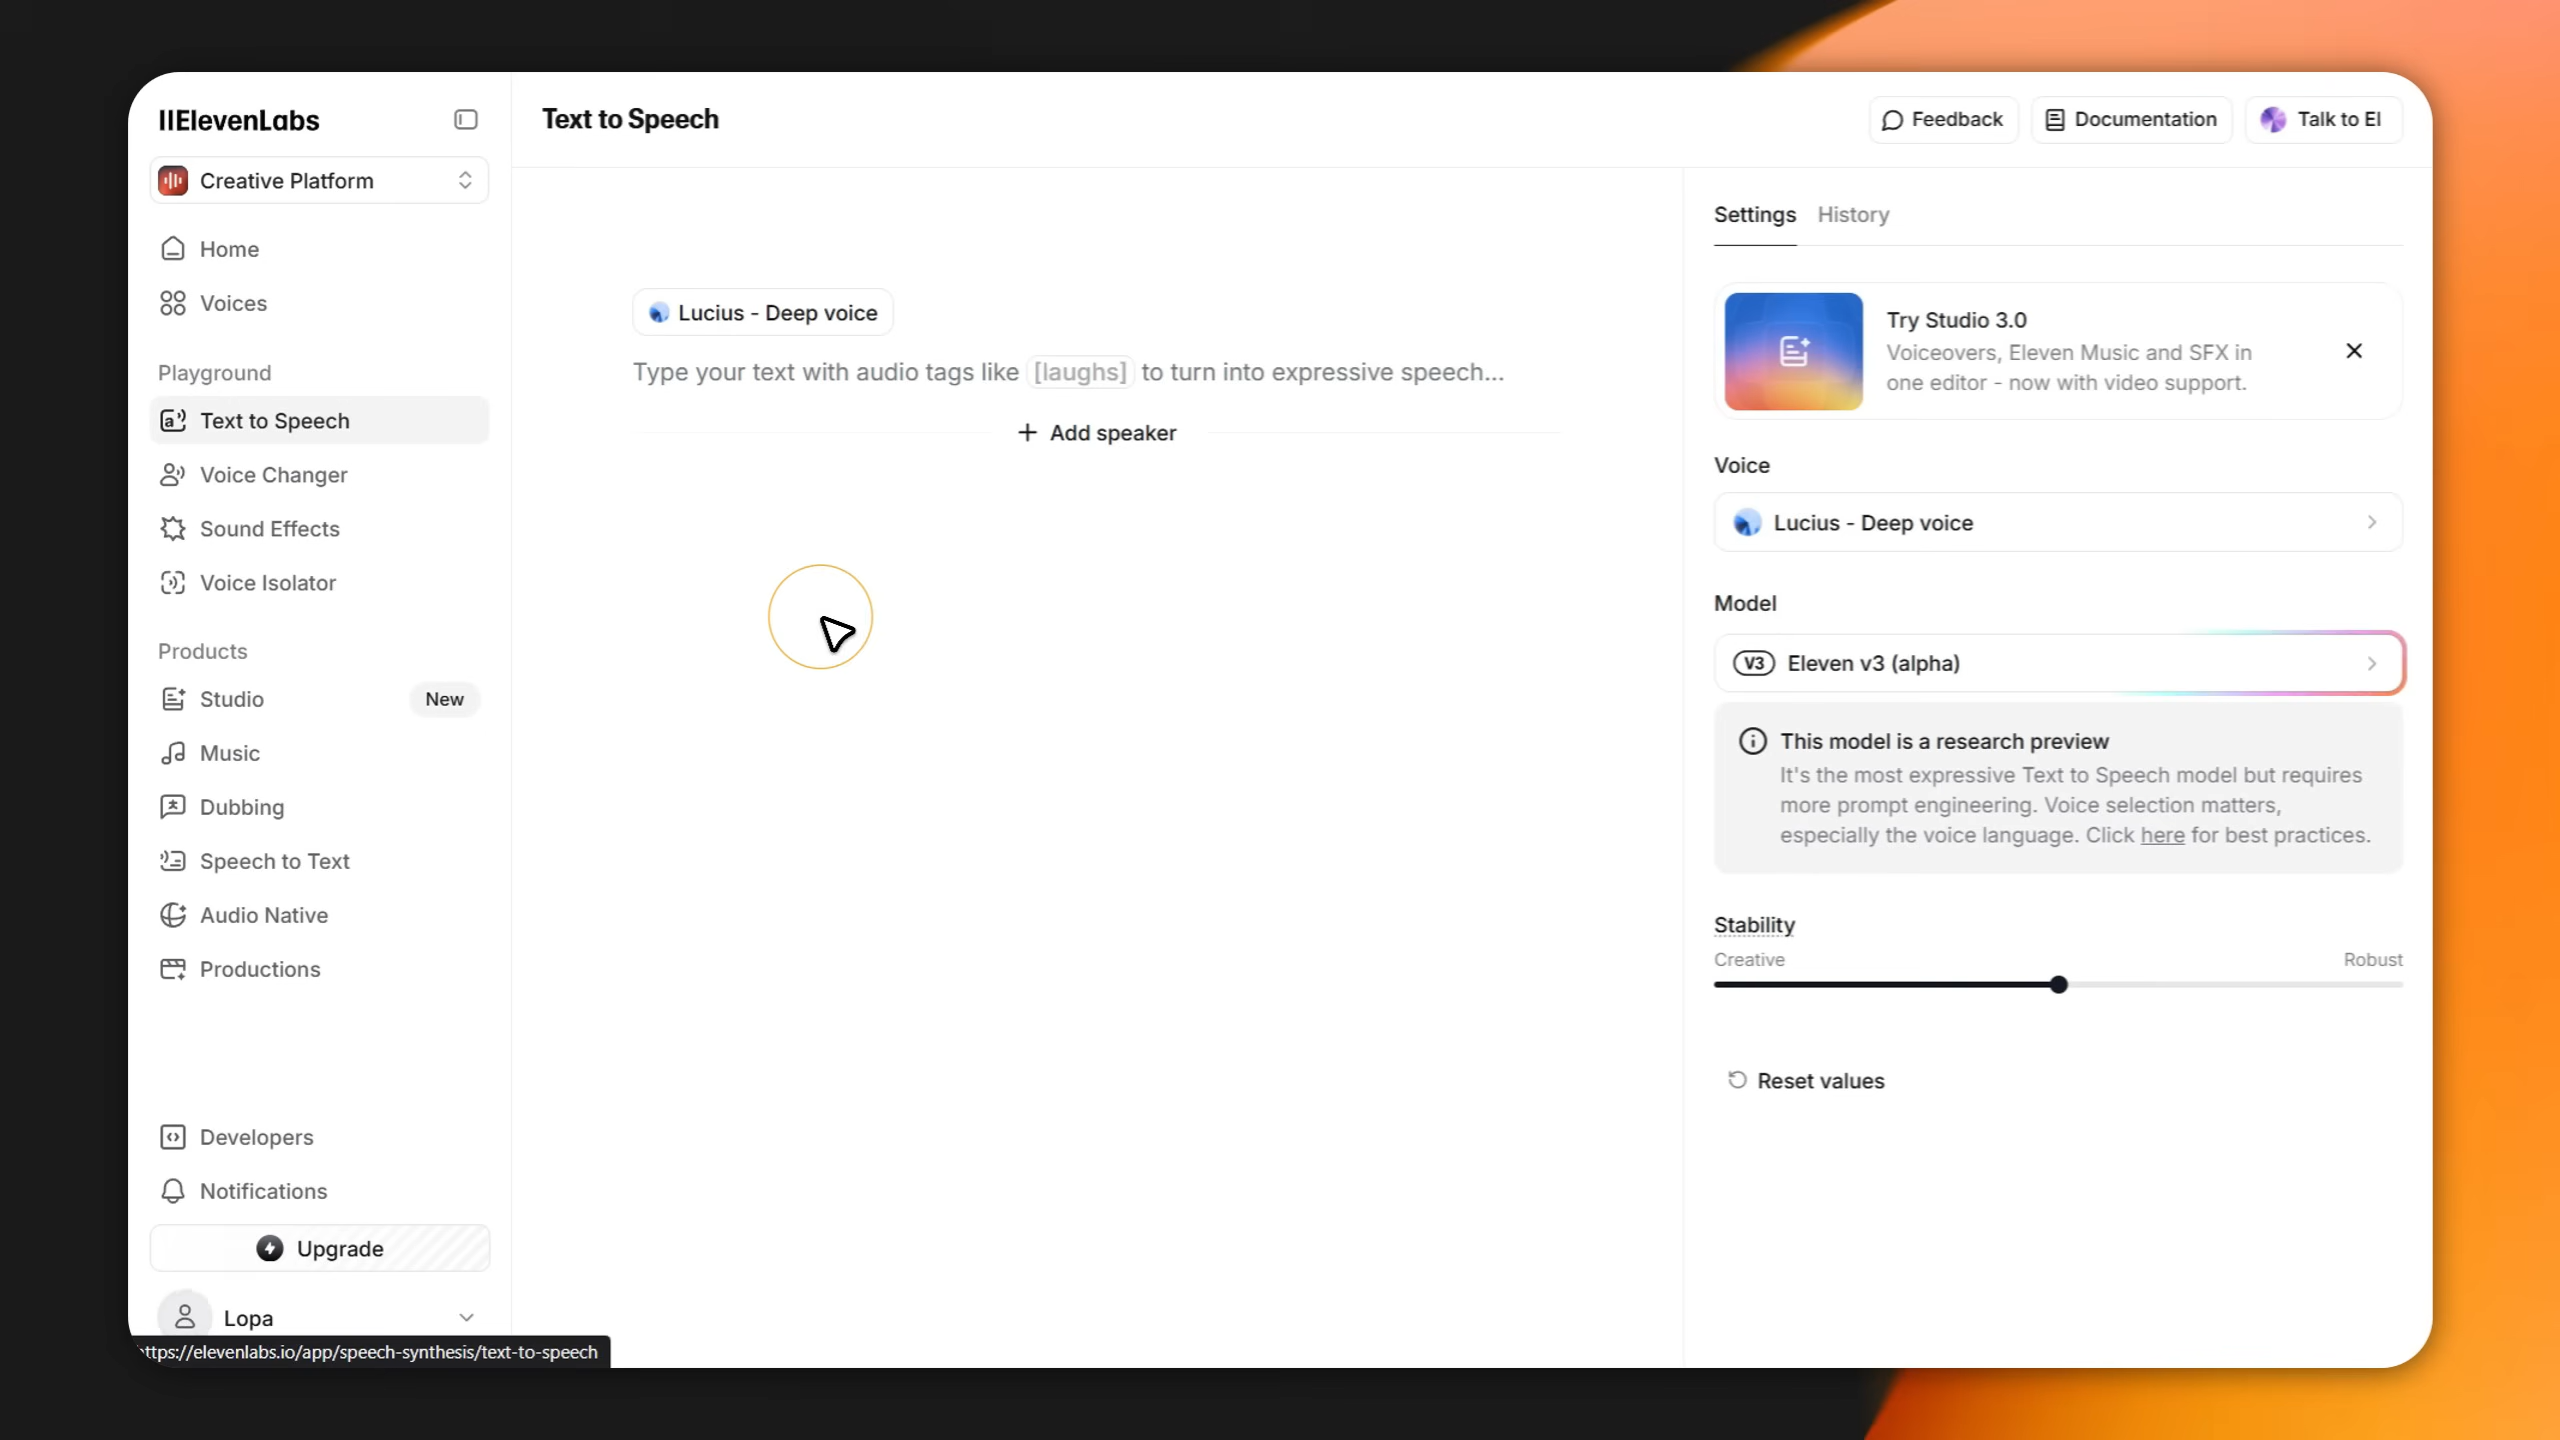 IIElevenLabs
Creative Platform
Home
Voices
Playground
Text to Speech
Voice Changer
Sound Effects
Voice Isolator
Products
Studio New
Music
Dubbing
Speech to Text
Audio Native
Productions
Developers
Notifications
Upgrade
Lopa
ttps://elevenlabs.io/app/speech-synthesis/text-to-speech
Text to Speech
Feedback Documentation Talk to El
Lucius - Deep voice
Type your text with audio tags like [laughs] to turn into expressive speech...
+ Add speaker
Settings History
Try Studio 3.0
Voiceovers, Eleven Music and SFX in
one editor - now with video support.
Voice
Lucius - Deep voice
Model
V3 Eleven v3 (alpha)
This model is a research preview
It's the most expressive Text to Speech model but requires
more prompt engineering. Voice selection matters,
especially the voice language. Click here for best practices.
Stability
Creative Robust
Reset values